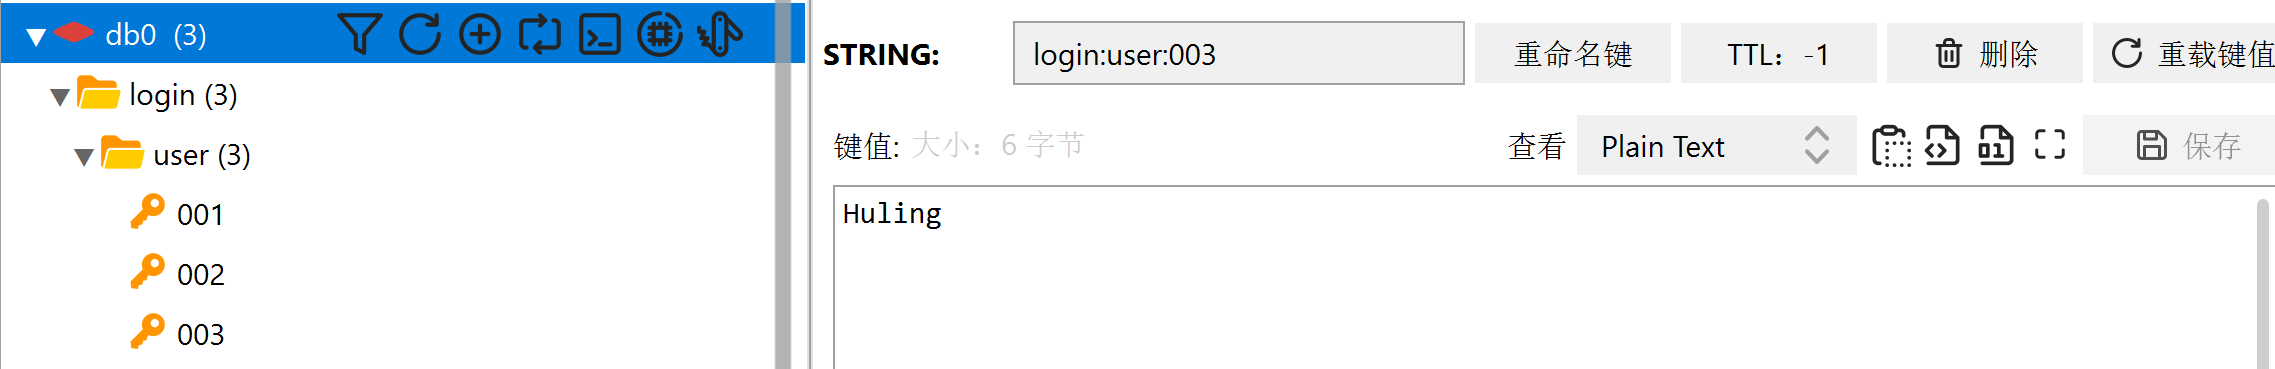 db0 (3)
login (3)
user (3)
001
002
003
STRING: login:user:003 重命名键 TTL：-1 删除 重载键值
键值: 大小：6 字节 查看 Plain Text 保存
Huling